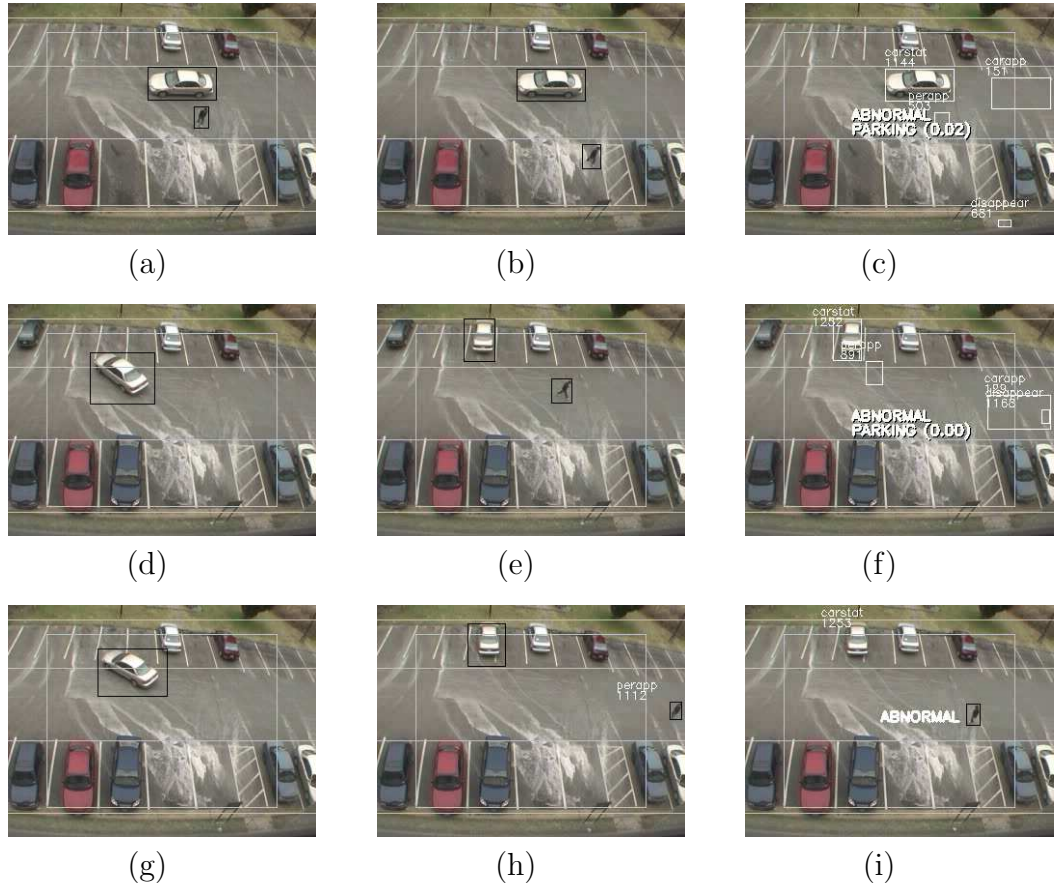 carstat
1144
carapp
151
perapp
503
ABNORMAL
PARKING (0.02)
disappear
681
(a)
(b)
(c)
carstat
1252
perapp
891
carapp
129
disappear
1168
ABNORMAL
PARKING (0.00)
(d)
(e)
(f)
perapp
1112
carstat
1253
ABNORMAL
(g)
(h)
(i)